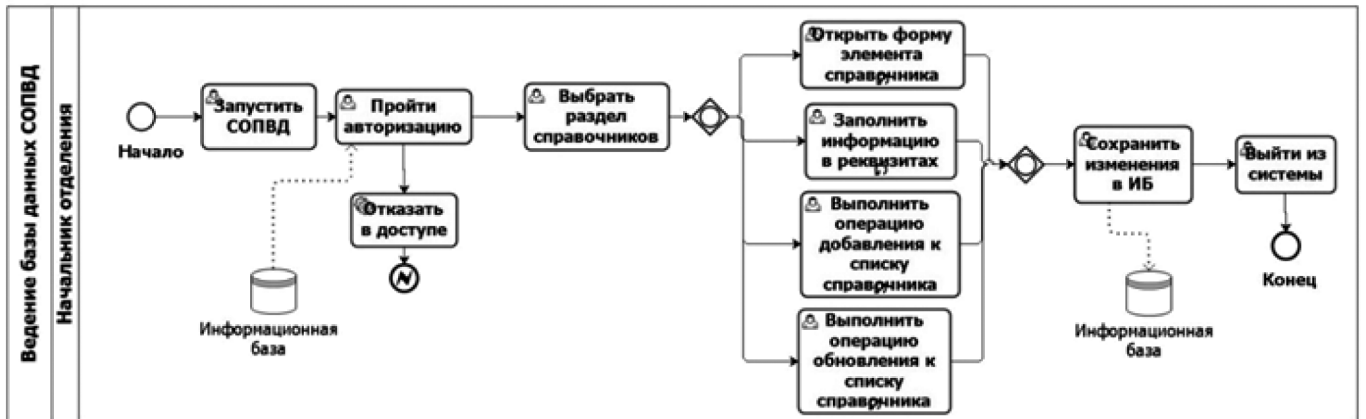 Ведение базы данных СОПВД
Начальник отделения
Начало
Запустить
СОПВД
Пройти
авторизацию
Отказать
в доступе
Информационная
база
Выбрать
раздел
справочников
Открыть форму
элемента
справочника
Заполнить
информацию
в реквизитах
Выполнить
операцию
добавления к
списку
справочника
Выполнить
операцию
обновления к
списку
справочника
Сохранить
изменения
в ИБ
Информационная
база
Выйти из
системы
Конец